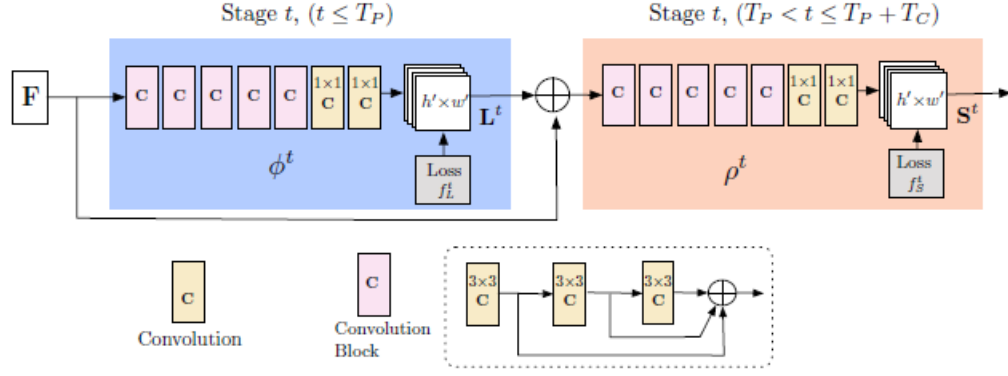 Stage t, (t ≤ T_P)
Stage t, (T_P < t ≤ T_P + T_C)
F
C C C C C 1×1 C 1×1 C
h′×w′
L^t
Loss
f_L^t
ϕ^t
C C C C C 1×1 C 1×1 C
h′×w′
S^t
Loss
f_S^t
ρ^t
C
Convolution
C
Convolution
Block
3×3 C
3×3 C
3×3 C